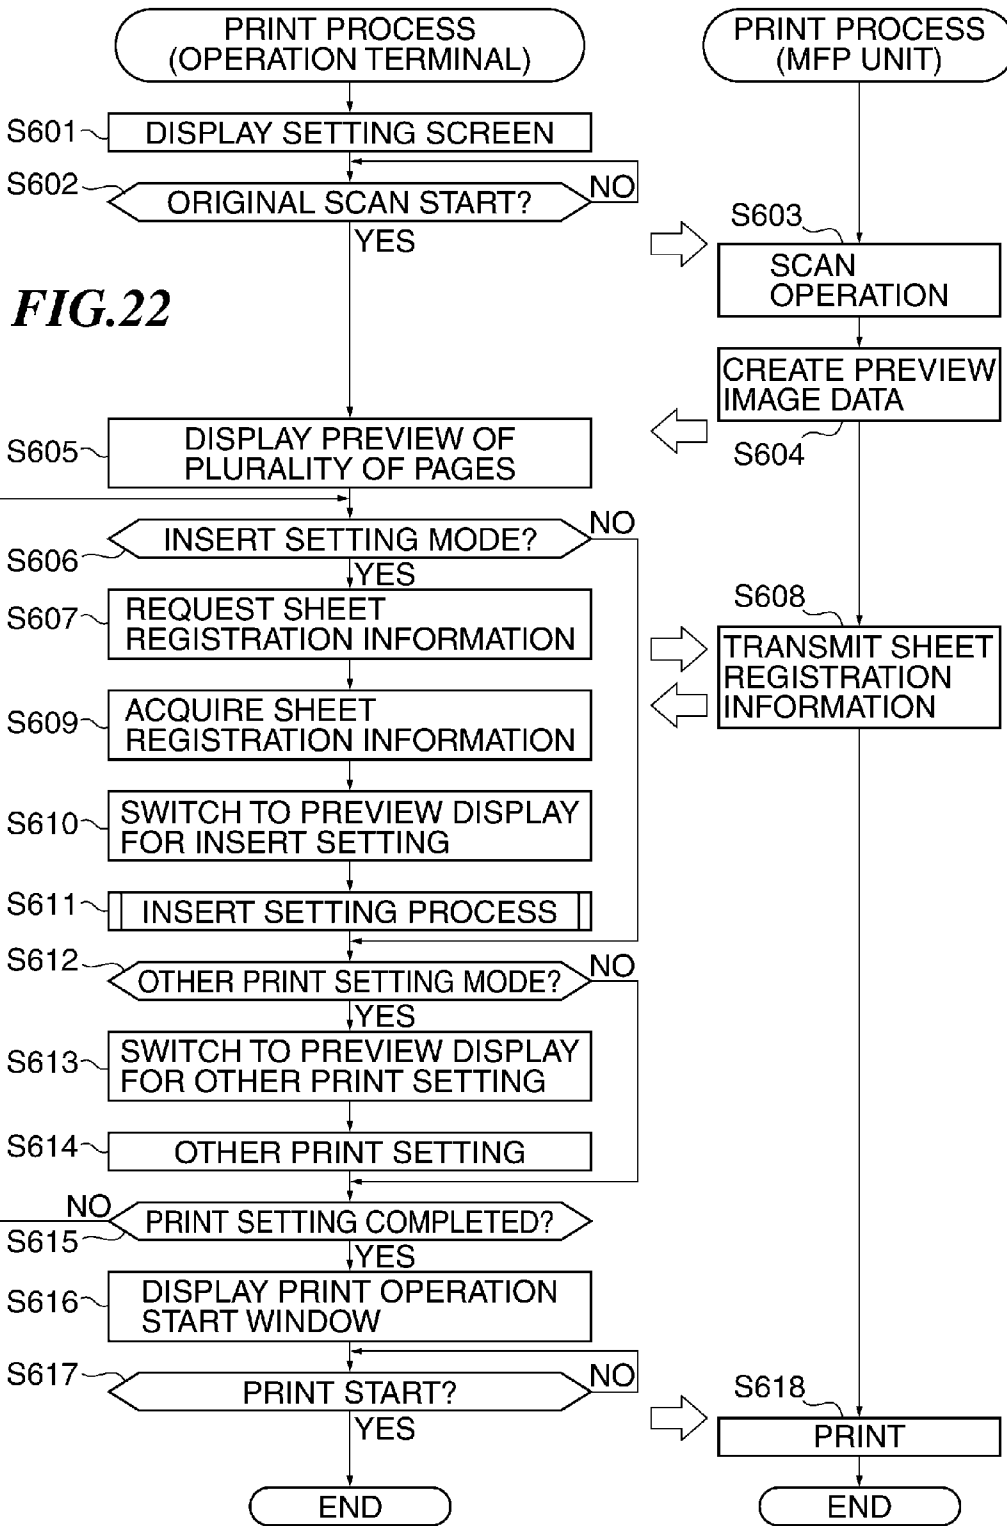 PRINT PROCESS
(OPERATION TERMINAL)
PRINT PROCESS
(MFP UNIT)
S601
DISPLAY SETTING SCREEN
S602
ORIGINAL SCAN START?
NO
YES
S603
SCAN
OPERATION
FIG.22
CREATE PREVIEW
IMAGE DATA
S604
S605
DISPLAY PREVIEW OF
PLURALITY OF PAGES
S606
INSERT SETTING MODE?
NO
YES
S607
REQUEST SHEET
REGISTRATION INFORMATION
S608
TRANSMIT SHEET
REGISTRATION
INFORMATION
S609
ACQUIRE SHEET
REGISTRATION INFORMATION
S610
SWITCH TO PREVIEW DISPLAY
FOR INSERT SETTING
S611
INSERT SETTING PROCESS
S612
OTHER PRINT SETTING MODE?
NO
YES
S613
SWITCH TO PREVIEW DISPLAY
FOR OTHER PRINT SETTING
S614
OTHER PRINT SETTING
NO
S615
PRINT SETTING COMPLETED?
YES
S616
DISPLAY PRINT OPERATION
START WINDOW
S617
PRINT START?
NO
YES
S618
PRINT
END
END